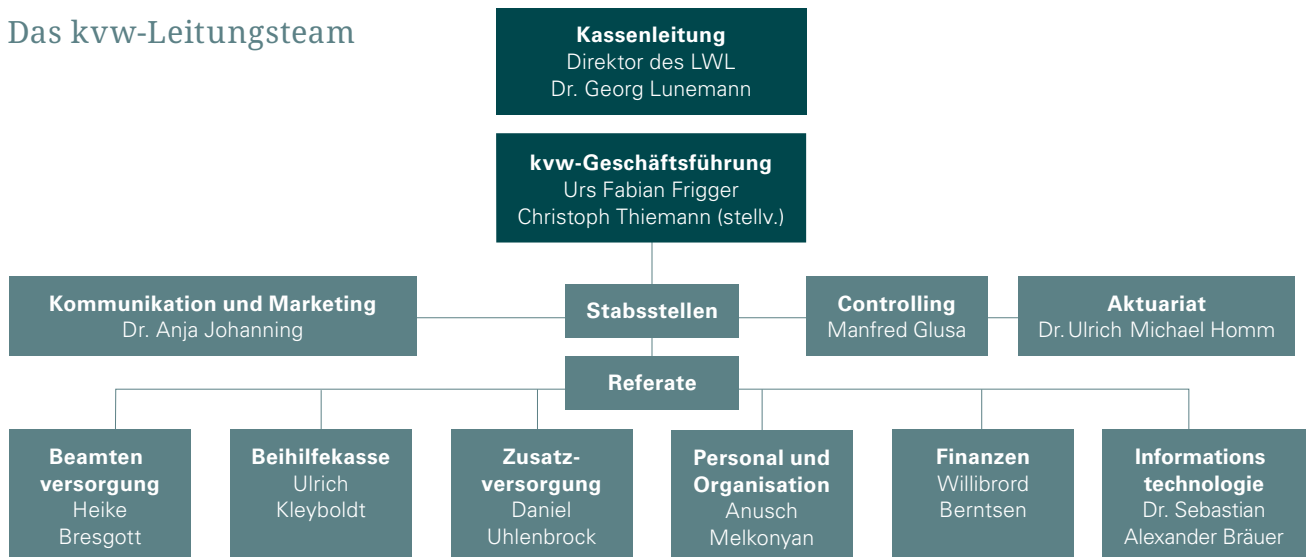 Das kvw-Leitungsteam
Kassenleitung
Direktor des LWL
Dr. Georg Lunemann
kvw-Geschäftsführung
Urs Fabian Frigger
Christoph Thiemann (stellv.)
Kommunikation und Marketing
Dr. Anja Johanning
Stabsstellen
Controlling
Manfred Glusa
Aktuariat
Dr. Ulrich Michael Homm
Referate
Beamten
versorgung
Heike
Bresgott
Beihilfekasse
Ulrich
Kleyboldt
Zusatz-
versorgung
Daniel
Uhlenbrock
Personal und
Organisation
Anusch
Melkonyan
Finanzen
Willibrord
Berntsen
Informations
technologie
Dr. Sebastian
Alexander Bräuer